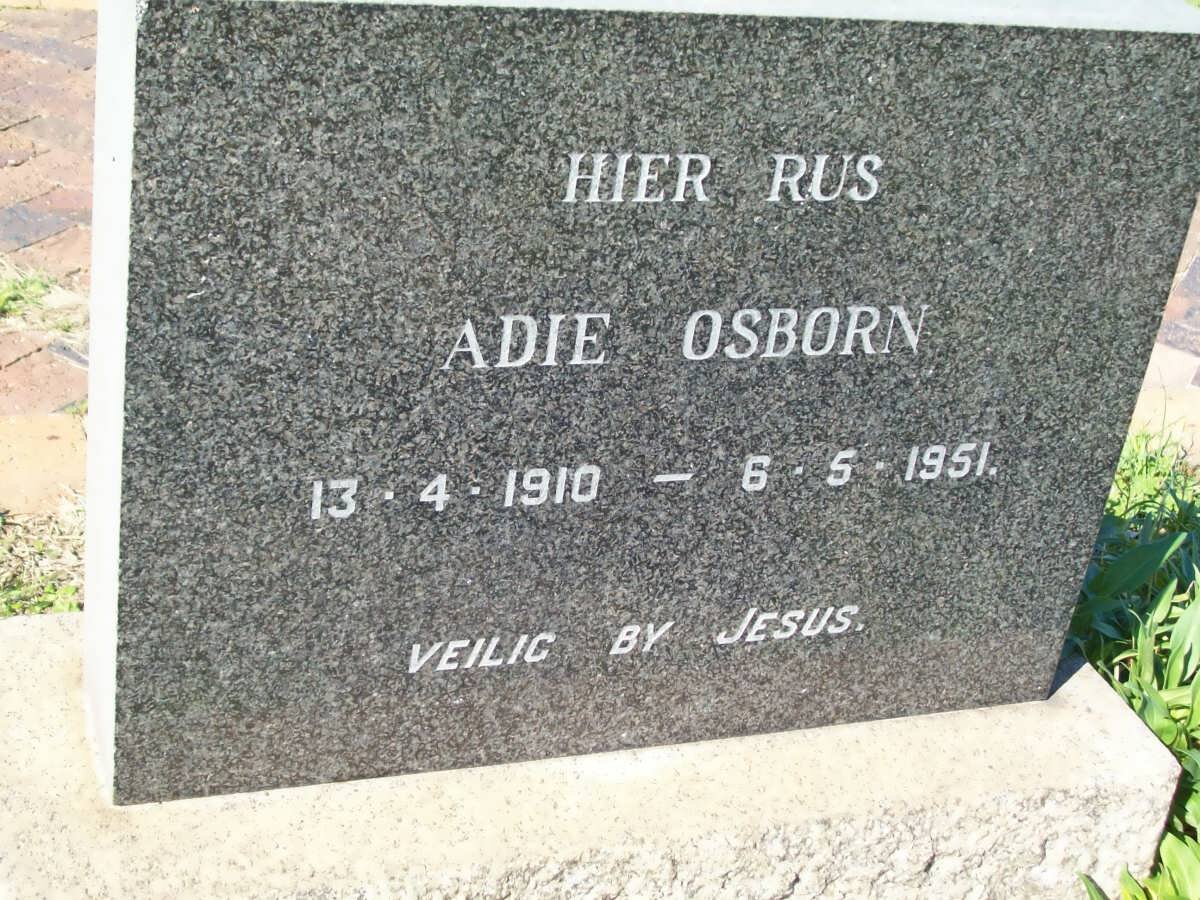 HIER RUS
ADIE OSBORN
13·4·1910 — 6·5·1951.
VEILIG BY JESUS.